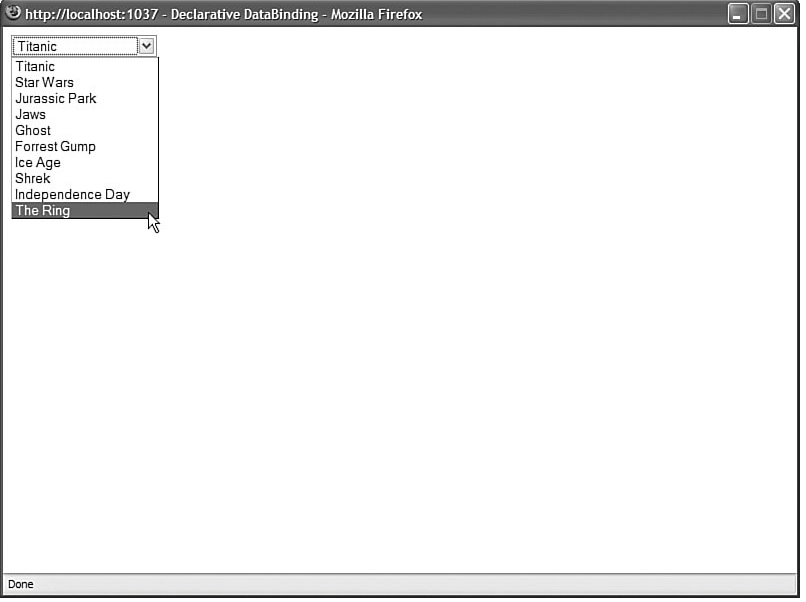 http://localhost:1037 - Declarative DataBinding - Mozilla Firefox
Titanic
Titanic
Star Wars
Jurassic Park
Jaws
Ghost
Forrest Gump
Ice Age
Shrek
Independence Day
The Ring
Done